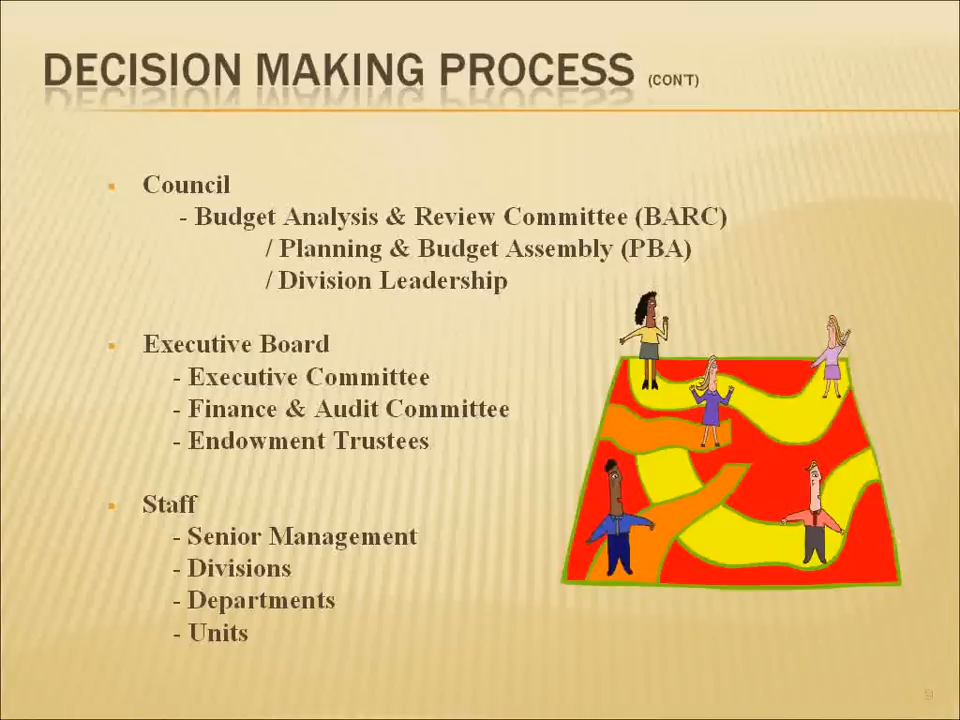 DECISION MAKING PROCESS (CON'T)
▪ Council
- Budget Analysis & Review Committee (BARC)
/ Planning & Budget Assembly (PBA)
/ Division Leadership
▪ Executive Board
- Executive Committee
- Finance & Audit Committee
- Endowment Trustees
▪ Staff
- Senior Management
- Divisions
- Departments
- Units
9